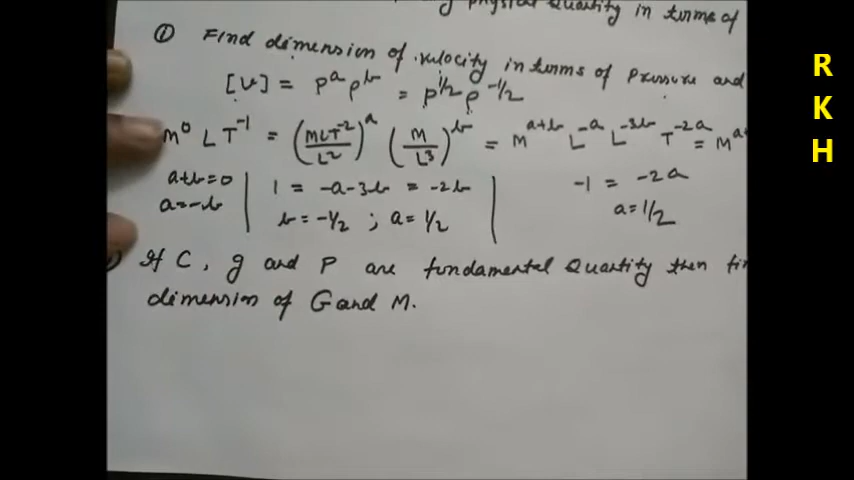 physical Quantity in terms of
① Find dimension of velocity in terms of Pressure and
[V] = P^a ρ^b = P^1/2 ρ^-1/2
M^0 L T^-1 = (MLT^-2/L^2)^a (M/L^3)^b = M^a+b L^-a L^-3b T^-2a = M^a+
a+b=0 | 1 = -a-3b = -2b | -1 = -2a
a=-b | b = -1/2 ; a = 1/2 | a = 1/2
If C, g and P are fundamental Quantity then
dimension of G and M.
R
K
H